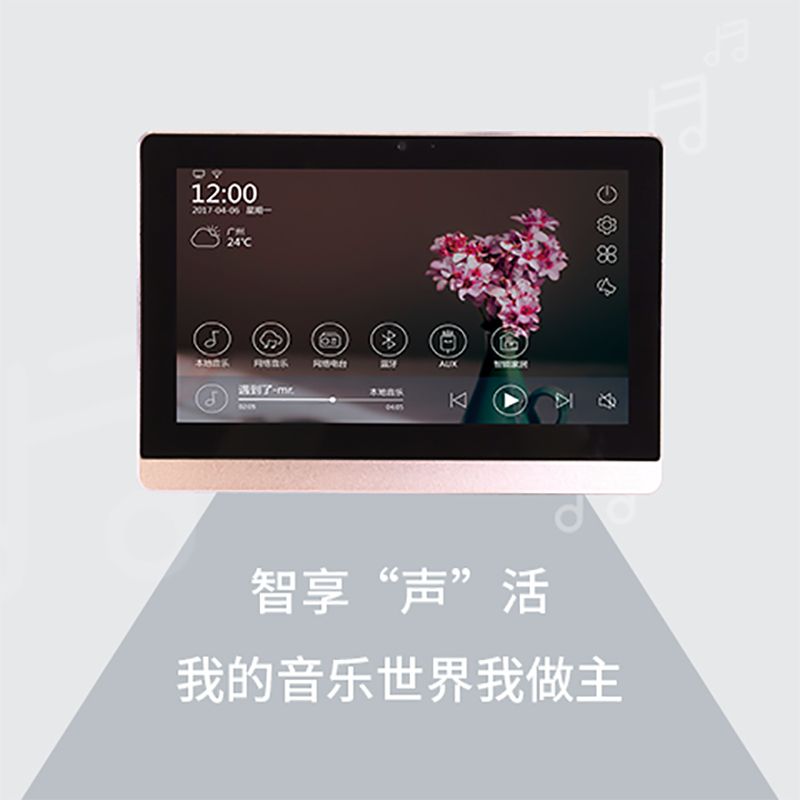 12:00
2017-04-06 星期一
广州
24℃
本地音乐 网络音乐 网络电台 蓝牙 AUX 智能家居
遇到了-mr. 本地音乐
02:05 04:05
智享“声”活
我的音乐世界我做主